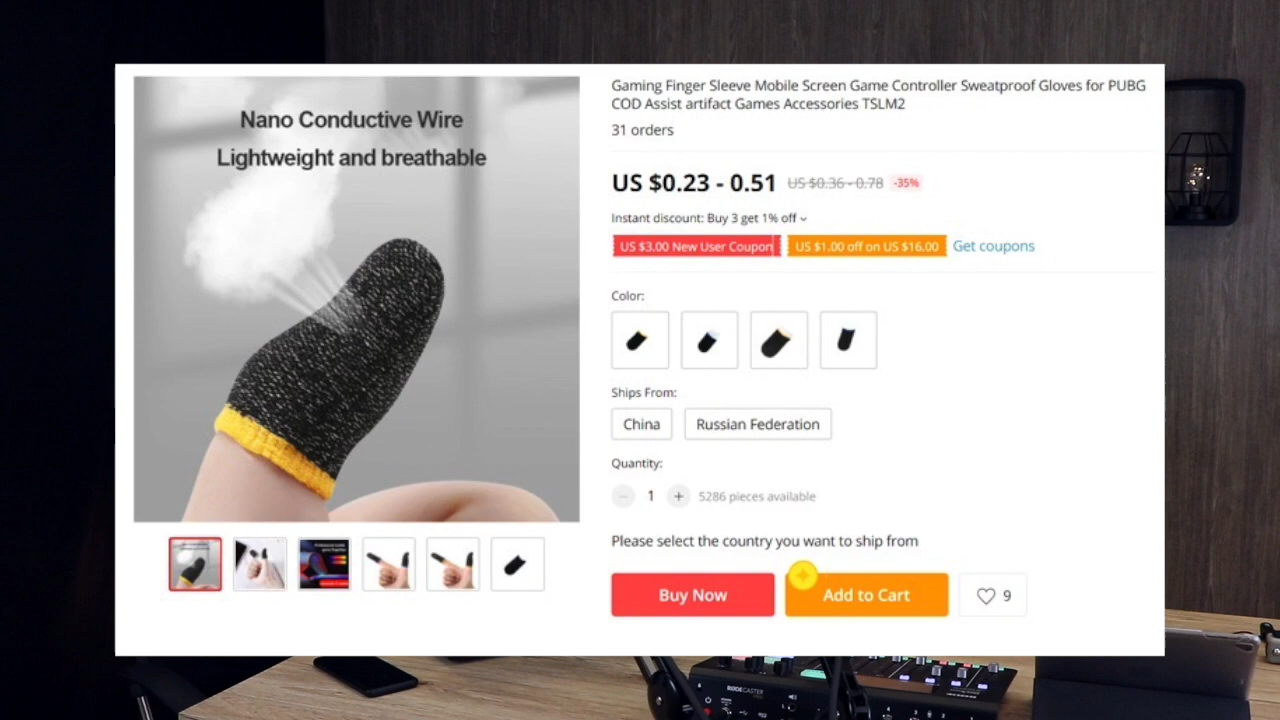 Nano Conductive Wire
Lightweight and breathable
Gaming Finger Sleeve Mobile Screen Game Controller Sweatproof Gloves for PUBG
COD Assist artifact Games Accessories TSLM2
31 orders
US $0.23 - 0.51 US $0.36 - 0.78 -35%
Instant discount: Buy 3 get 1% off
US $3.00 New User Coupon US $1.00 off on US $16.00 Get coupons
Color:
Ships From:
China Russian Federation
Quantity:
1 5286 pieces available
Please select the country you want to ship from
Buy Now Add to Cart 9
RØDECASTER